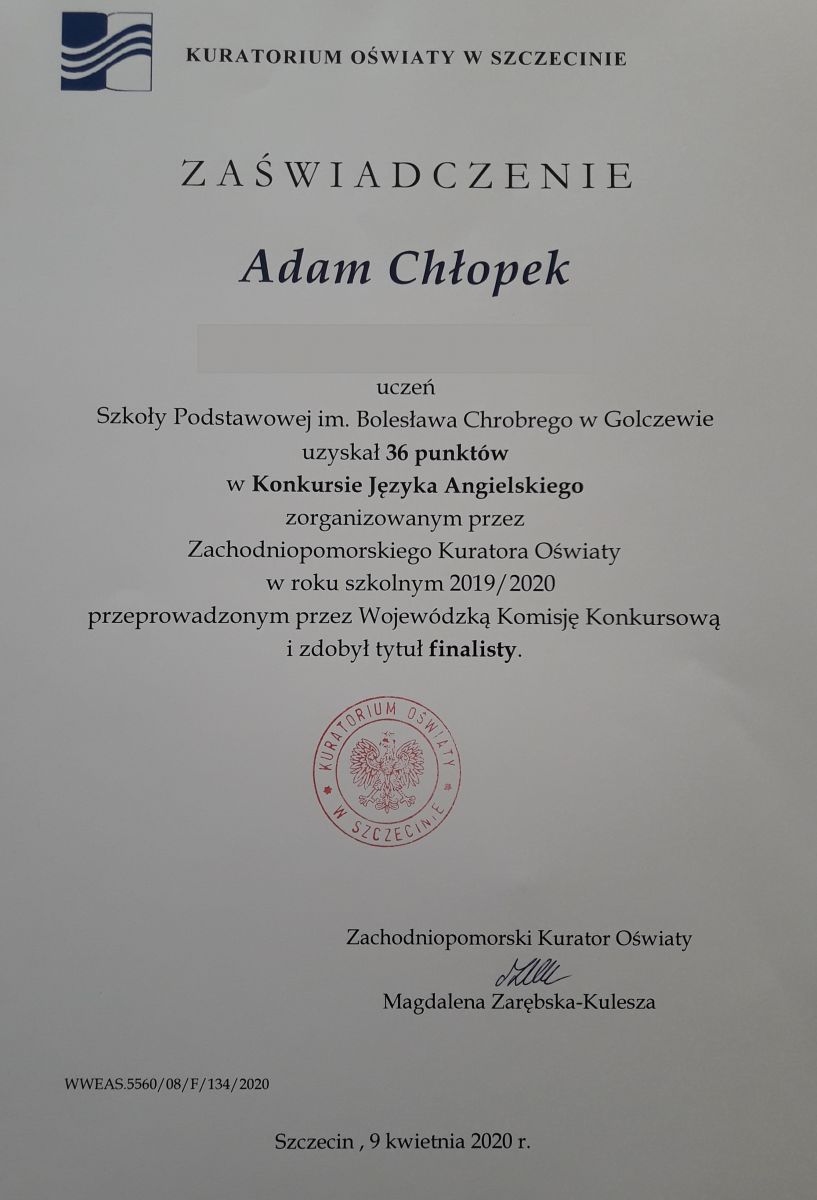 KURATORIUM OŚWIATY W SZCZECINIE
ZAŚWIADCZENIE
Adam Chłopek
uczeń
Szkoły Podstawowej im. Bolesława Chrobrego w Golczewie
uzyskał 36 punktów
w Konkursie Języka Angielskiego
zorganizowanym przez
Zachodniopomorskiego Kuratora Oświaty
w roku szkolnym 2019/2020
przeprowadzonym przez Wojewódzką Komisję Konkursową
i zdobył tytuł finalisty.
KURATORIUM OŚWIATY
W SZCZECINIE
Zachodniopomorski Kurator Oświaty
Magdalena Zarębska-Kulesza
WWEAS.5560/08/F/134/2020
Szczecin , 9 kwietnia 2020 r.